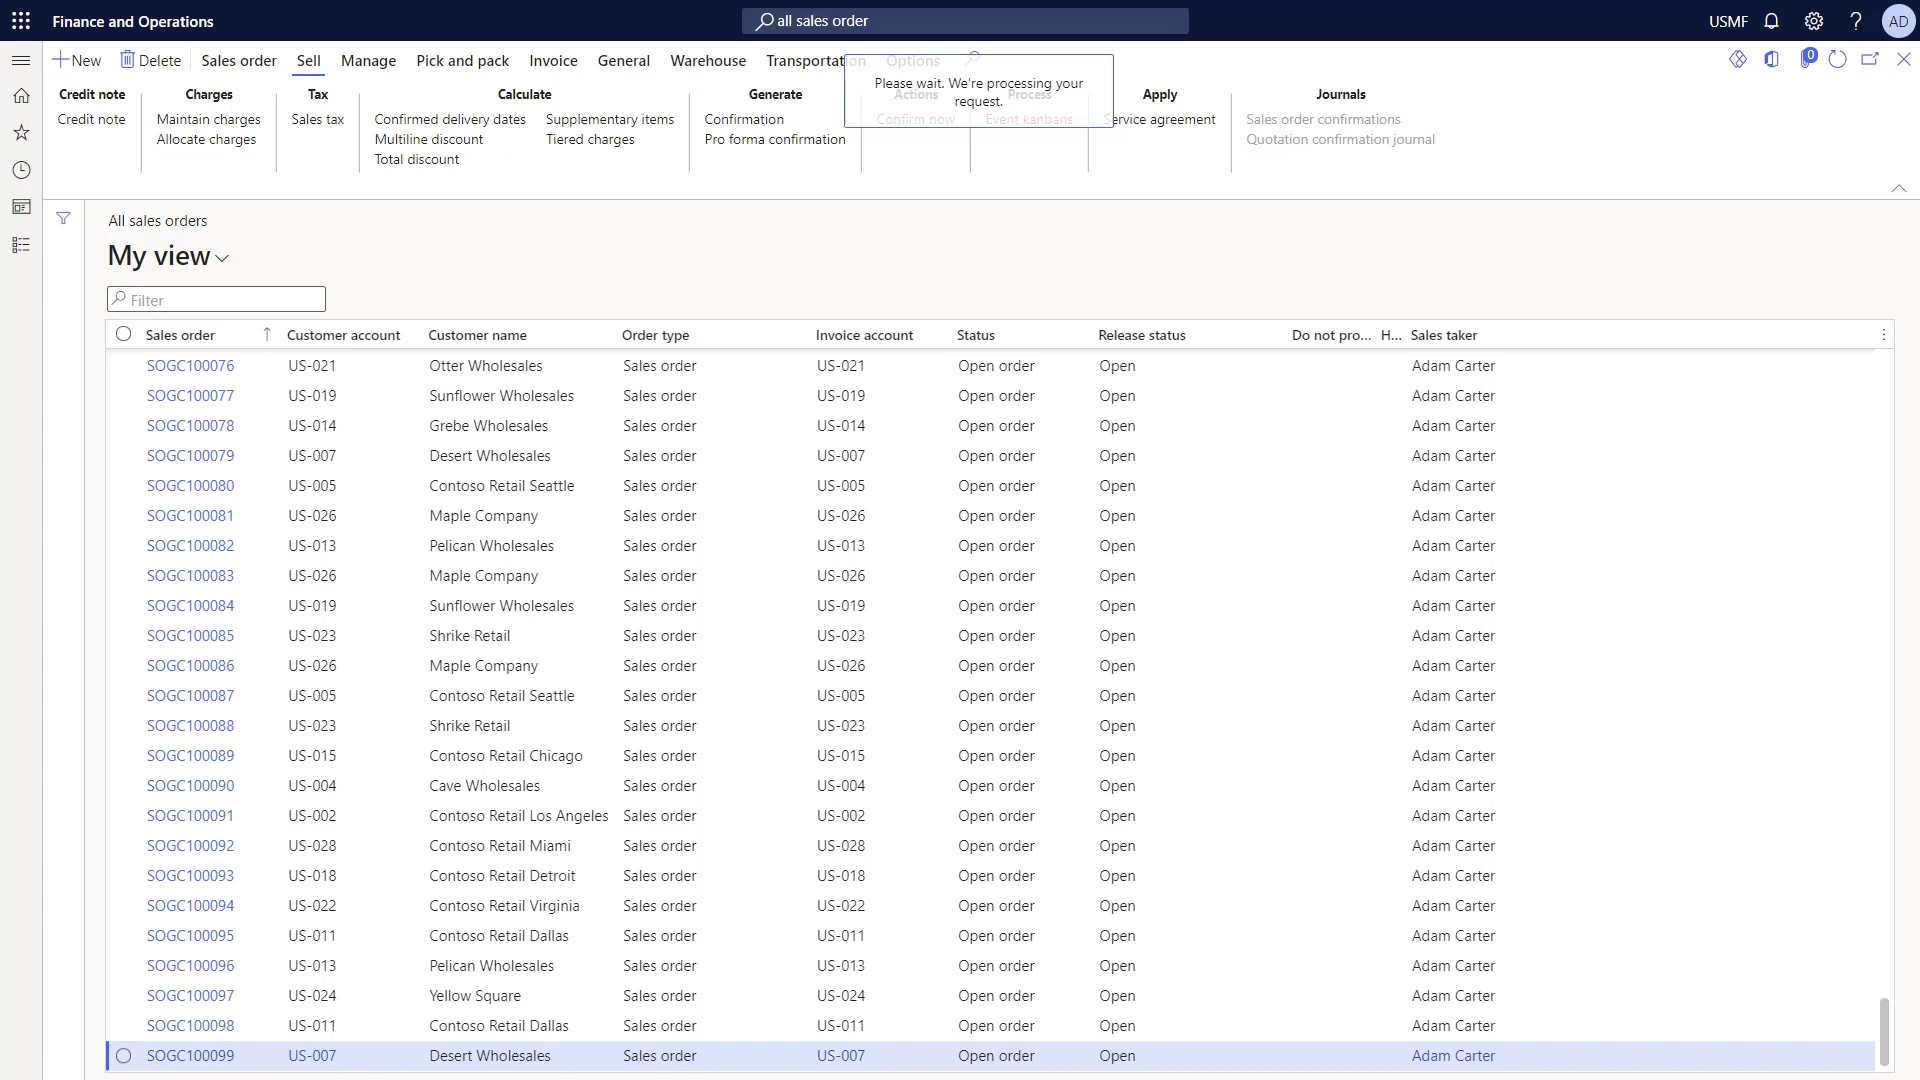 Finance and Operations
all sales order
USMF
AD
New
Delete
Sales order
Sell
Manage
Pick and pack
Invoice
General
Warehouse
Transportation
Options
0
Please wait. We're processing your
request.
Credit note
Charges
Tax
Calculate
Generate
Actions
Process
Apply
Journals
Credit note
Maintain charges
Sales tax
Confirmed delivery dates
Supplementary items
Confirmation
Confirm now
Event kanbans
Service agreement
Sales order confirmations
Allocate charges
Multiline discount
Tiered charges
Pro forma confirmation
Quotation confirmation journal
Total discount
All sales orders
My view
Filter
Sales order Customer account Customer name Order type Invoice account Status Release status Do not pro... H... Sales taker
SOGC100076 US-021 Otter Wholesales Sales order US-021 Open order Open Adam Carter
SOGC100077 US-019 Sunflower Wholesales Sales order US-019 Open order Open Adam Carter
SOGC100078 US-014 Grebe Wholesales Sales order US-014 Open order Open Adam Carter
SOGC100079 US-007 Desert Wholesales Sales order US-007 Open order Open Adam Carter
SOGC100080 US-005 Contoso Retail Seattle Sales order US-005 Open order Open Adam Carter
SOGC100081 US-026 Maple Company Sales order US-026 Open order Open Adam Carter
SOGC100082 US-013 Pelican Wholesales Sales order US-013 Open order Open Adam Carter
SOGC100083 US-026 Maple Company Sales order US-026 Open order Open Adam Carter
SOGC100084 US-019 Sunflower Wholesales Sales order US-019 Open order Open Adam Carter
SOGC100085 US-023 Shrike Retail Sales order US-023 Open order Open Adam Carter
SOGC100086 US-026 Maple Company Sales order US-026 Open order Open Adam Carter
SOGC100087 US-005 Contoso Retail Seattle Sales order US-005 Open order Open Adam Carter
SOGC100088 US-023 Shrike Retail Sales order US-023 Open order Open Adam Carter
SOGC100089 US-015 Contoso Retail Chicago Sales order US-015 Open order Open Adam Carter
SOGC100090 US-004 Cave Wholesales Sales order US-004 Open order Open Adam Carter
SOGC100091 US-002 Contoso Retail Los Angeles Sales order US-002 Open order Open Adam Carter
SOGC100092 US-028 Contoso Retail Miami Sales order US-028 Open order Open Adam Carter
SOGC100093 US-018 Contoso Retail Detroit Sales order US-018 Open order Open Adam Carter
SOGC100094 US-022 Contoso Retail Virginia Sales order US-022 Open order Open Adam Carter
SOGC100095 US-011 Contoso Retail Dallas Sales order US-011 Open order Open Adam Carter
SOGC100096 US-013 Pelican Wholesales Sales order US-013 Open order Open Adam Carter
SOGC100097 US-024 Yellow Square Sales order US-024 Open order Open Adam Carter
SOGC100098 US-011 Contoso Retail Dallas Sales order US-011 Open order Open Adam Carter
SOGC100099 US-007 Desert Wholesales Sales order US-007 Open order Open Adam Carter